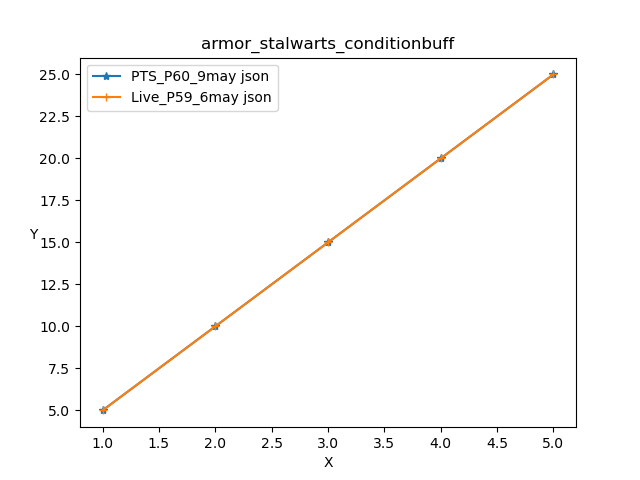 armor_stalwarts_conditionbuff
PTS_P60_9may json
Live_P59_6may json
25.0
22.5
20.0
17.5
15.0
12.5
10.0
7.5
5.0
Y
1.0 1.5 2.0 2.5 3.0 3.5 4.0 4.5 5.0
X